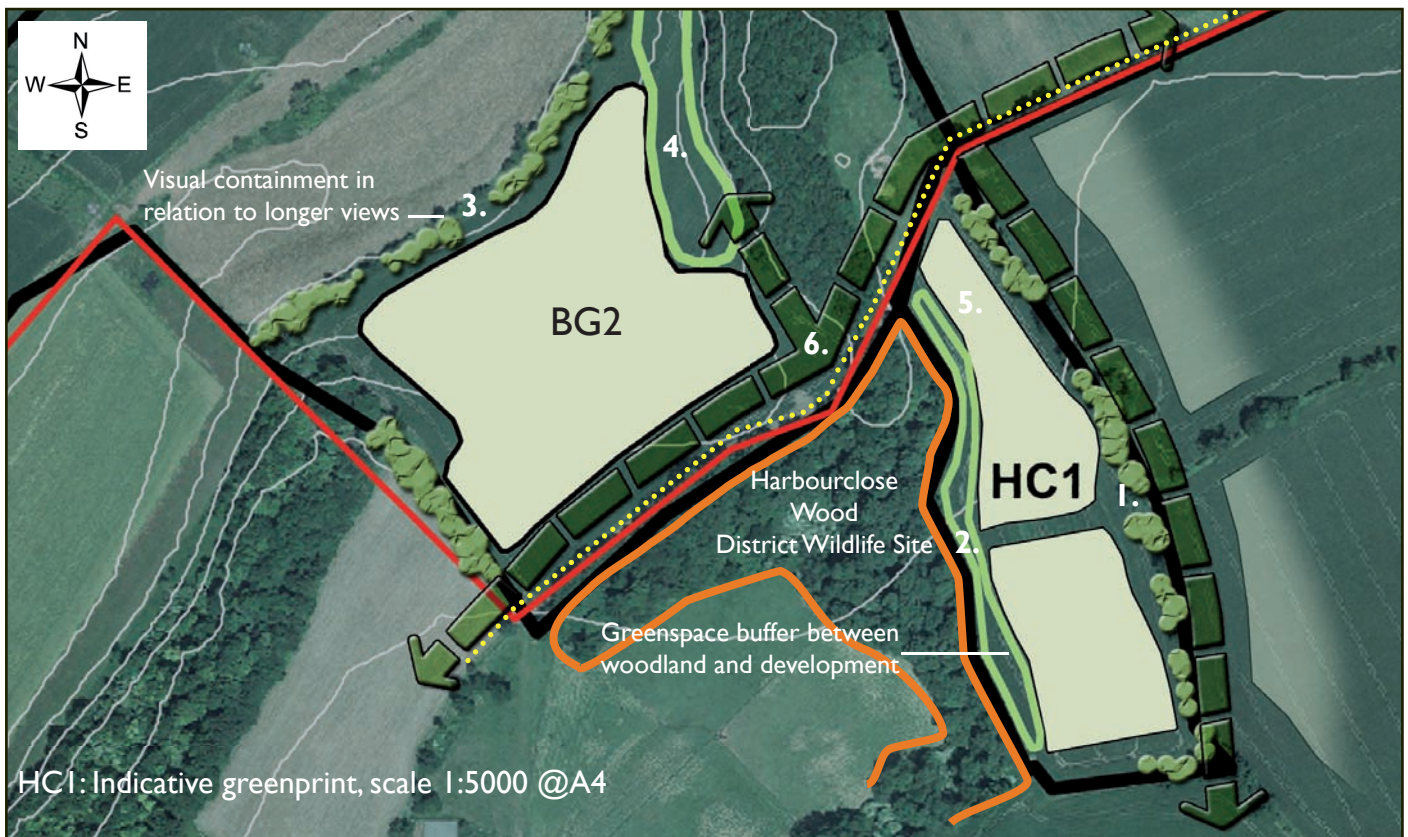 N
W E
S
Visual containment in
relation to longer views
3.
4.
BG2
5.
6.
HC1
1.
Harbourclose
Wood
District Wildlife Site
2.
Greenspace buffer between
woodland and development
HC1: Indicative greenprint, scale 1:5000 @A4